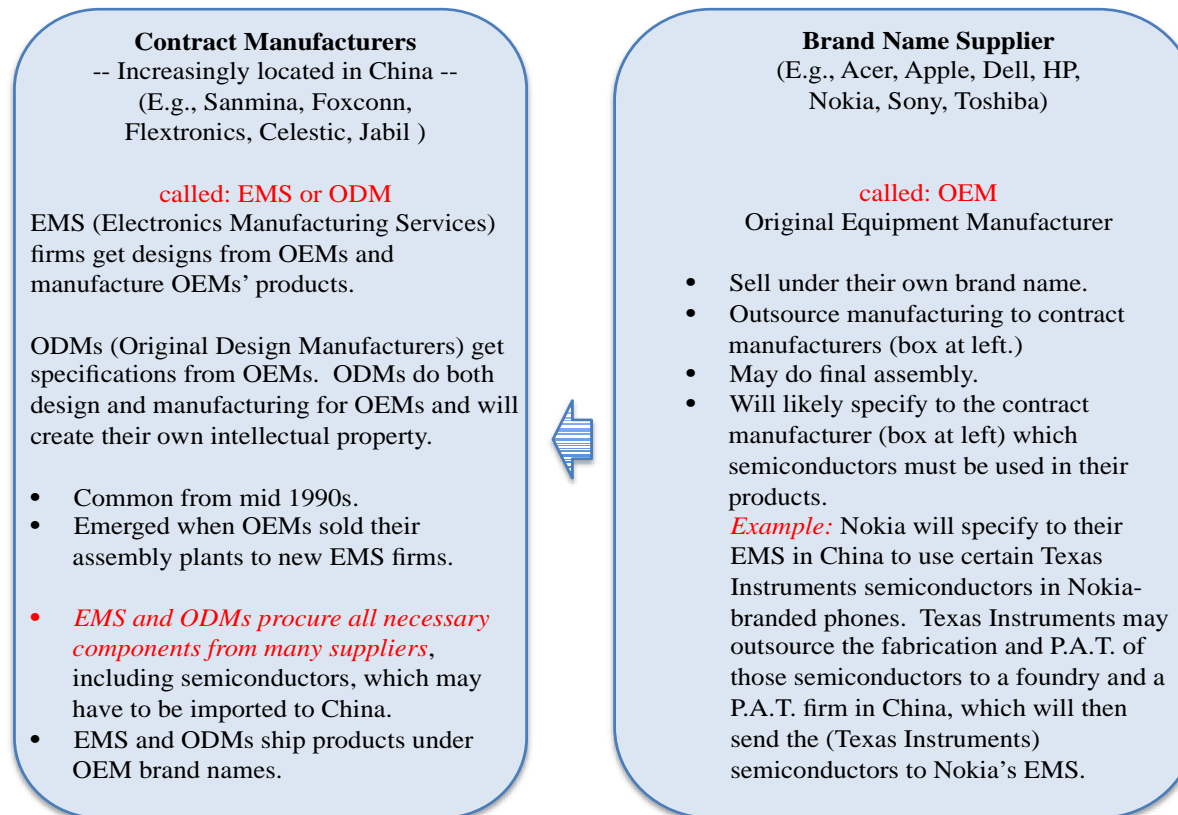 Contract Manufacturers
-- Increasingly located in China --
(E.g., Sanmina, Foxconn,
Flextronics, Celestic, Jabil )
called: EMS or ODM
EMS (Electronics Manufacturing Services)
firms get designs from OEMs and
manufacture OEMs’ products.
ODMs (Original Design Manufacturers) get
specifications from OEMs.  ODMs do both
design and manufacturing for OEMs and will
create their own intellectual property.
• Common from mid 1990s.
• Emerged when OEMs sold their
assembly plants to new EMS firms.
• EMS and ODMs procure all necessary
components from many suppliers,
including semiconductors, which may
have to be imported to China.
• EMS and ODMs ship products under
OEM brand names.
Brand Name Supplier
(E.g., Acer, Apple, Dell, HP,
Nokia, Sony, Toshiba)
called: OEM
Original Equipment Manufacturer
• Sell under their own brand name.
• Outsource manufacturing to contract
manufacturers (box at left.)
• May do final assembly.
• Will likely specify to the contract
manufacturer (box at left) which
semiconductors must be used in their
products.
Example: Nokia will specify to their
EMS in China to use certain Texas
Instruments semiconductors in Nokia-
branded phones.  Texas Instruments may
outsource the fabrication and P.A.T. of
those semiconductors to a foundry and a
P.A.T. firm in China, which will then
send the (Texas Instruments)
semiconductors to Nokia’s EMS.